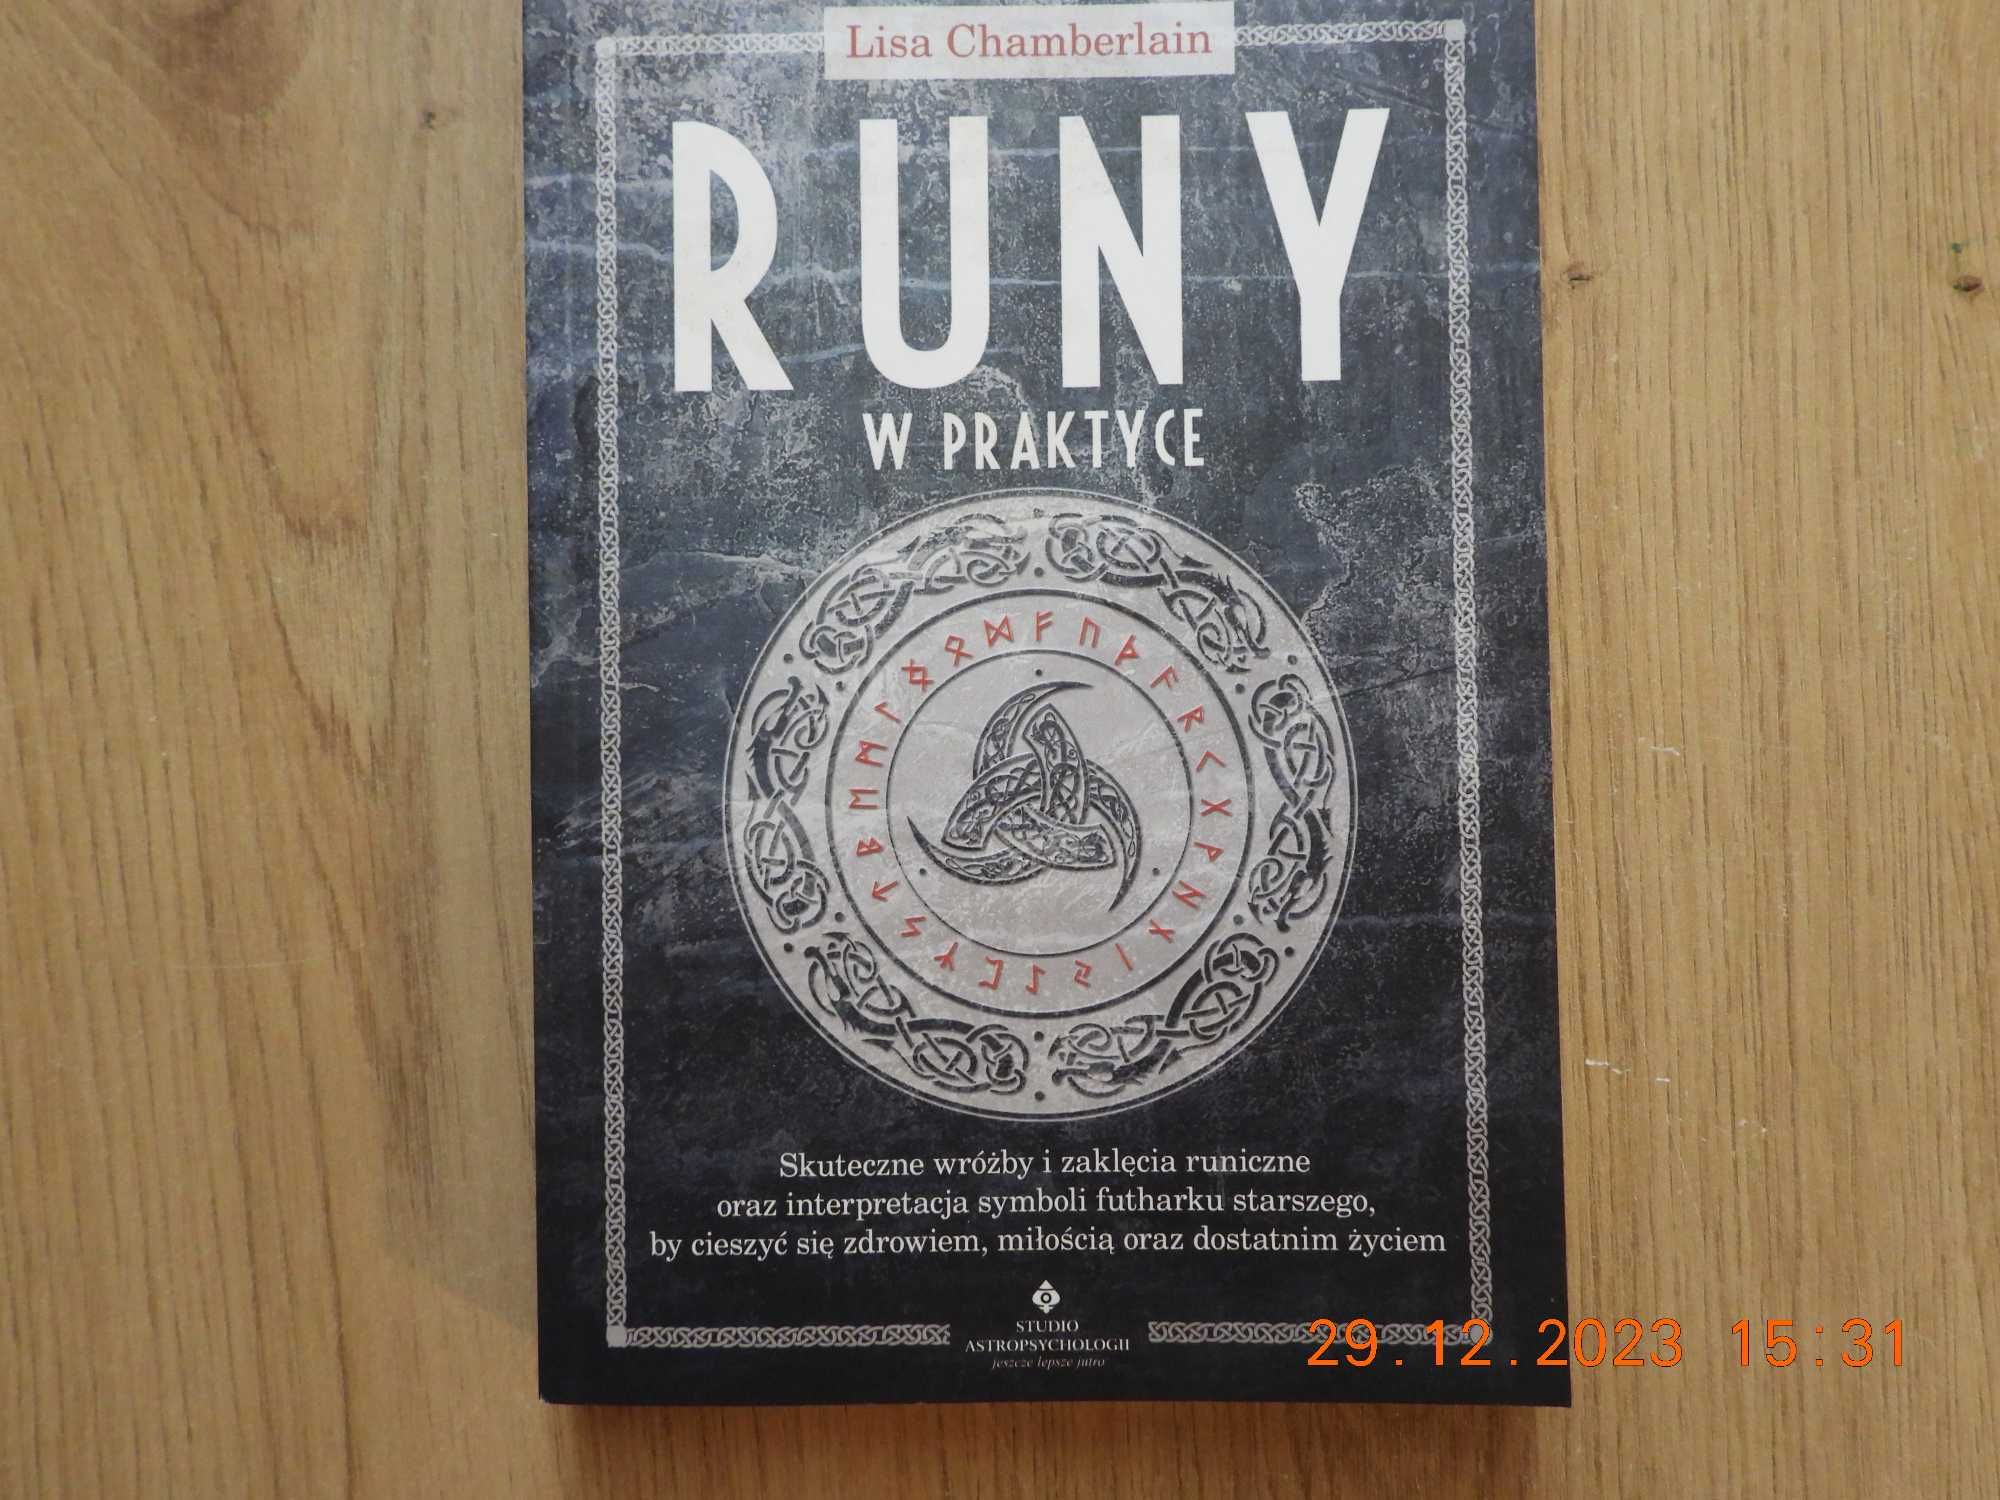 Lisa Chamberlain
RUNY
W PRAKTYCE
ᚠ ᚢ ᚦ ᚨ ᚱ ᚲ ᚷ ᚹ ᚺ ᚾ ᛁ ᛃ ᛇ ᛈ ᛉ ᛊ ᛏ ᛒ ᛖ ᛗ ᛚ ᛝ ᛟ ᛞ
Skuteczne wróżby i zaklęcia runiczne
oraz interpretacja symboli futharku starszego,
by cieszyć się zdrowiem, miłością oraz dostatnim życiem
STUDIO
ASTROPSYCHOLOGII
jeszcze lepsze jutro
29.12.2023 15:31